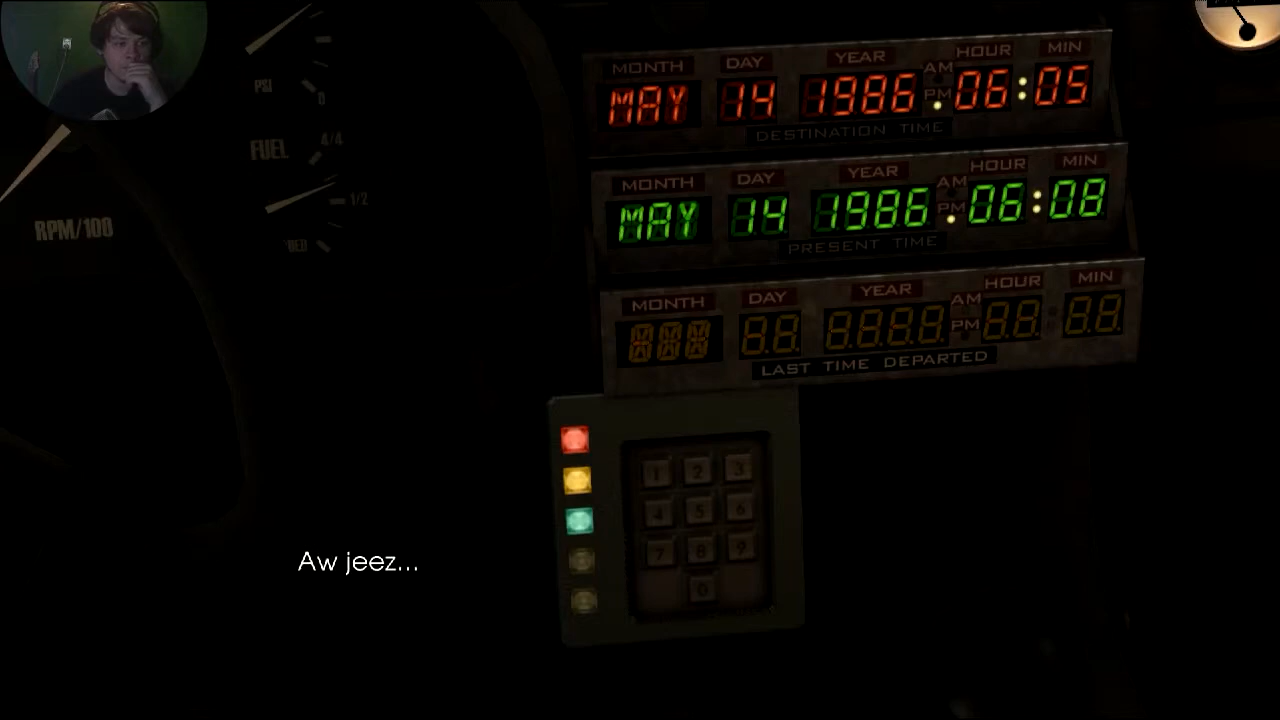 PSI
0
FUEL
4/4
1/2
RPM/100
MONTH DAY YEAR AM HOUR MIN
MAY 14 1986 PM 06:05
DESTINATION TIME
MONTH DAY YEAR AM HOUR MIN
MAY 14 1986 PM 06:08
PRESENT TIME
MONTH DAY YEAR AM HOUR MIN
PM
LAST TIME DEPARTED
1 2 3
4 5 6
7 8 9
0
Aw jeez...